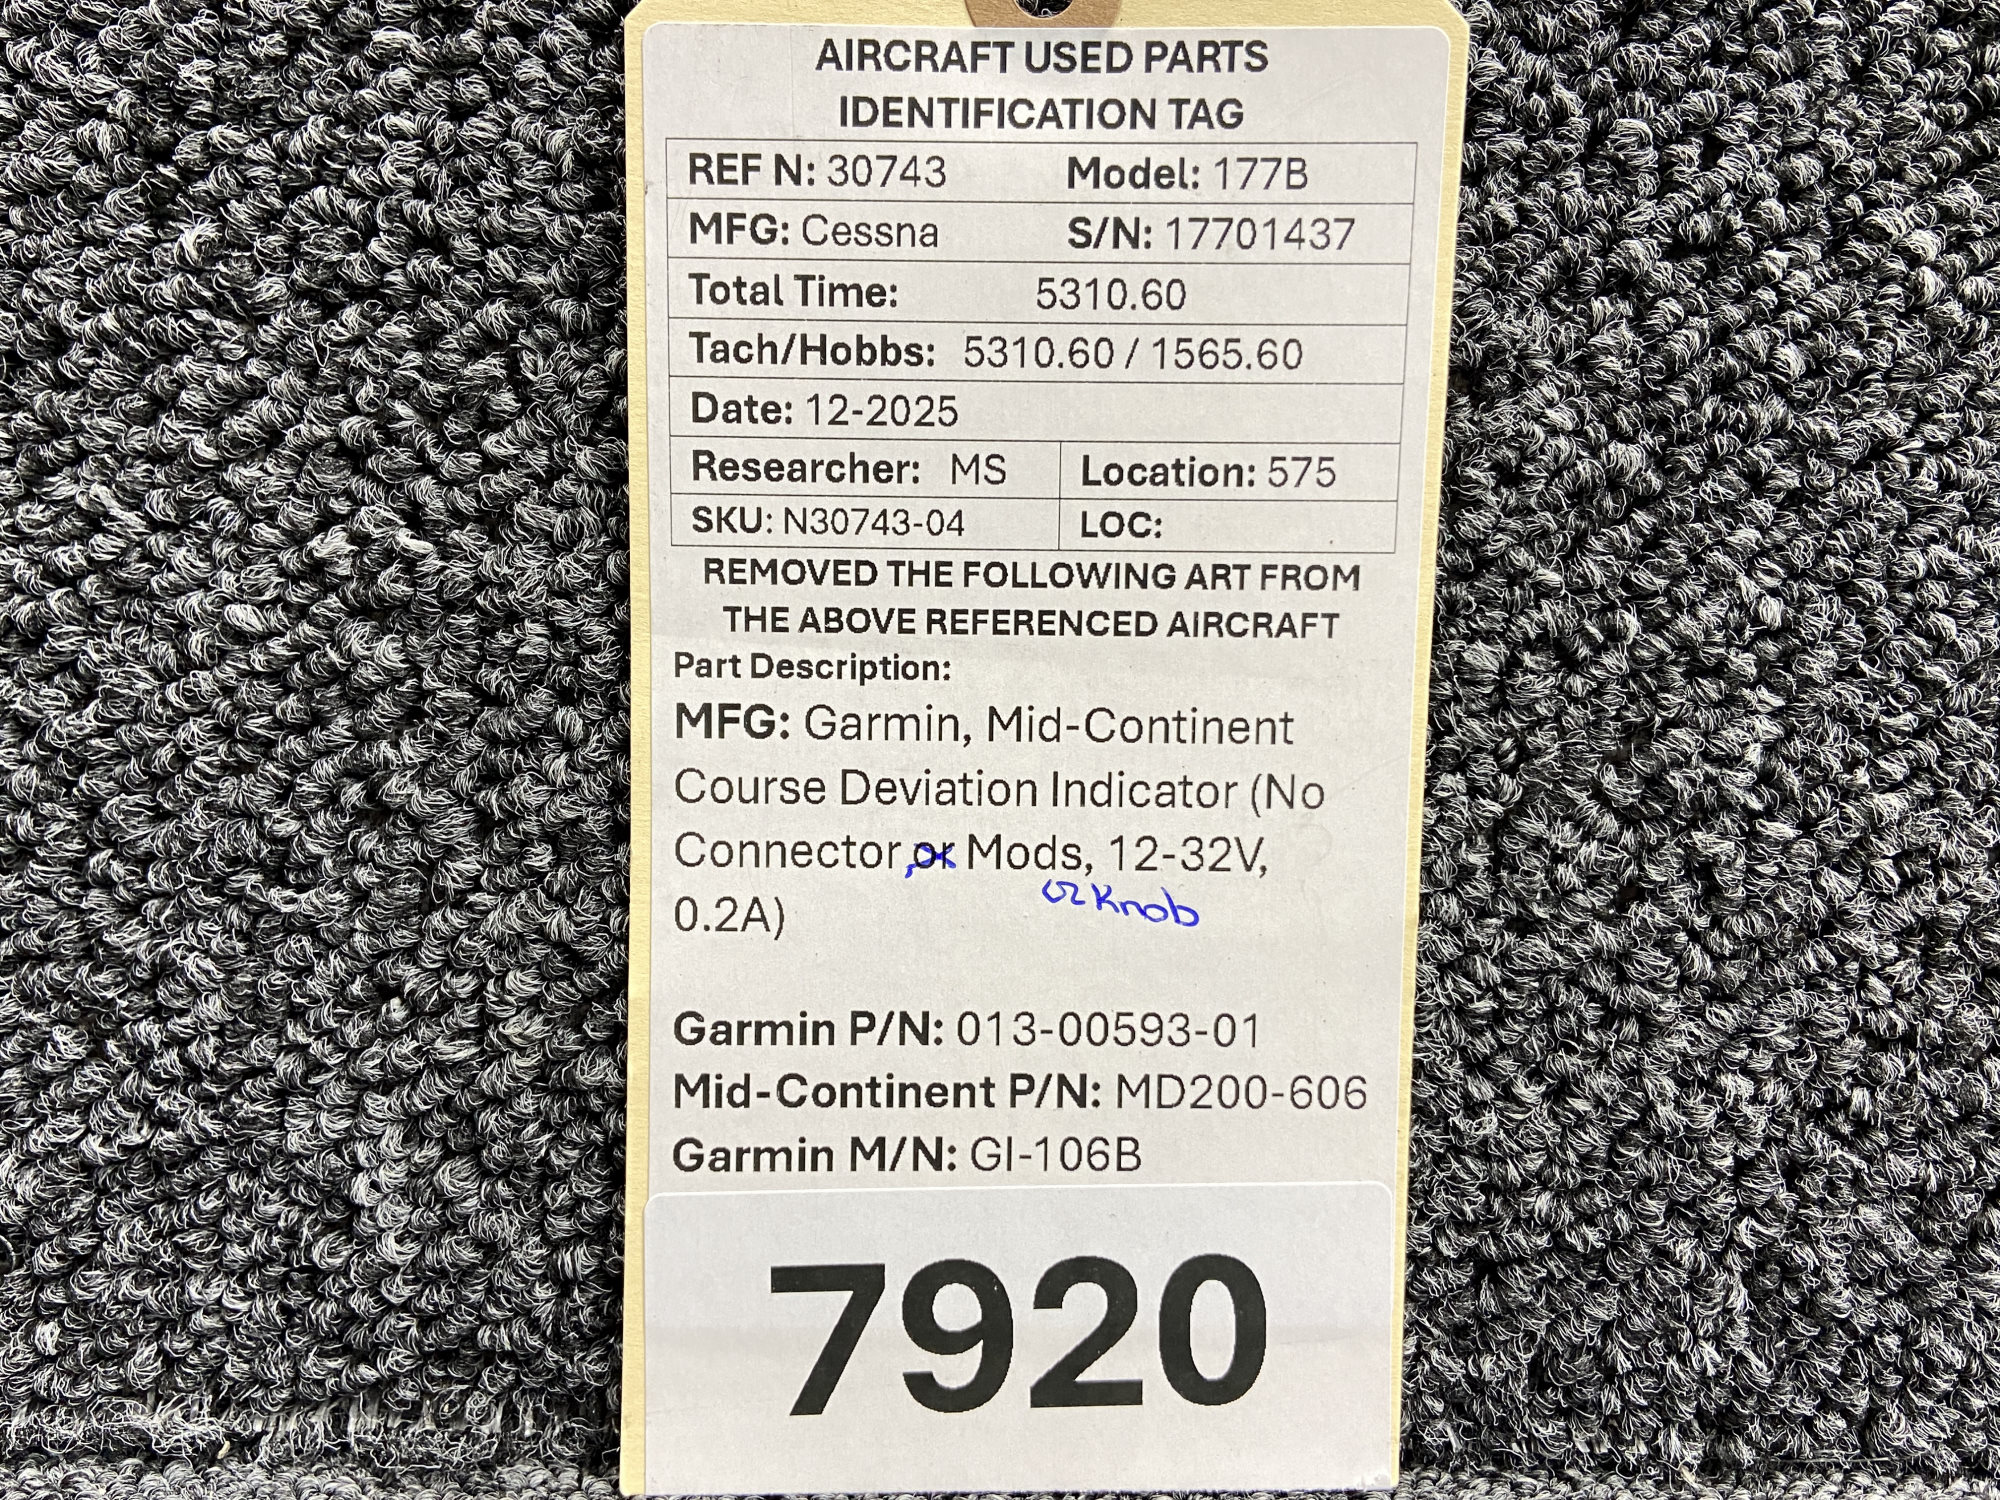 AIRCRAFT USED PARTS
IDENTIFICATION TAG
REF N: 30743 Model: 177B
MFG: Cessna S/N: 17701437
Total Time: 5310.60
Tach/Hobbs: 5310.60 / 1565.60
Date: 12-2025
Researcher: MS Location: 575
SKU: N30743-04 LOC:
REMOVED THE FOLLOWING ART FROM
THE ABOVE REFERENCED AIRCRAFT
Part Description:
MFG: Garmin, Mid-Continent
Course Deviation Indicator (No
Connector, or Mods, 12-32V,
or Knob
0.2A)
Garmin P/N: 013-00593-01
Mid-Continent P/N: MD200-606
Garmin M/N: GI-106B
7920